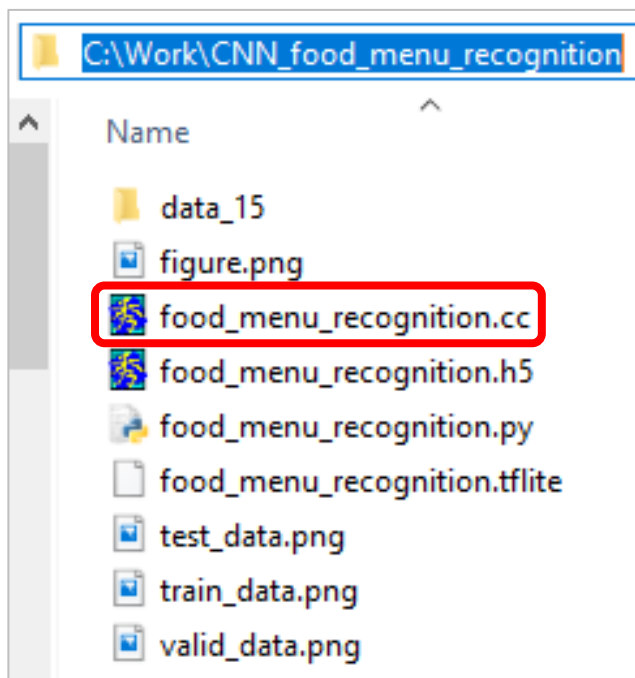 C:\Work\CNN_food_menu_recognition
Name
data_15
figure.png
food_menu_recognition.cc
food_menu_recognition.h5
food_menu_recognition.py
food_menu_recognition.tflite
test_data.png
train_data.png
valid_data.png